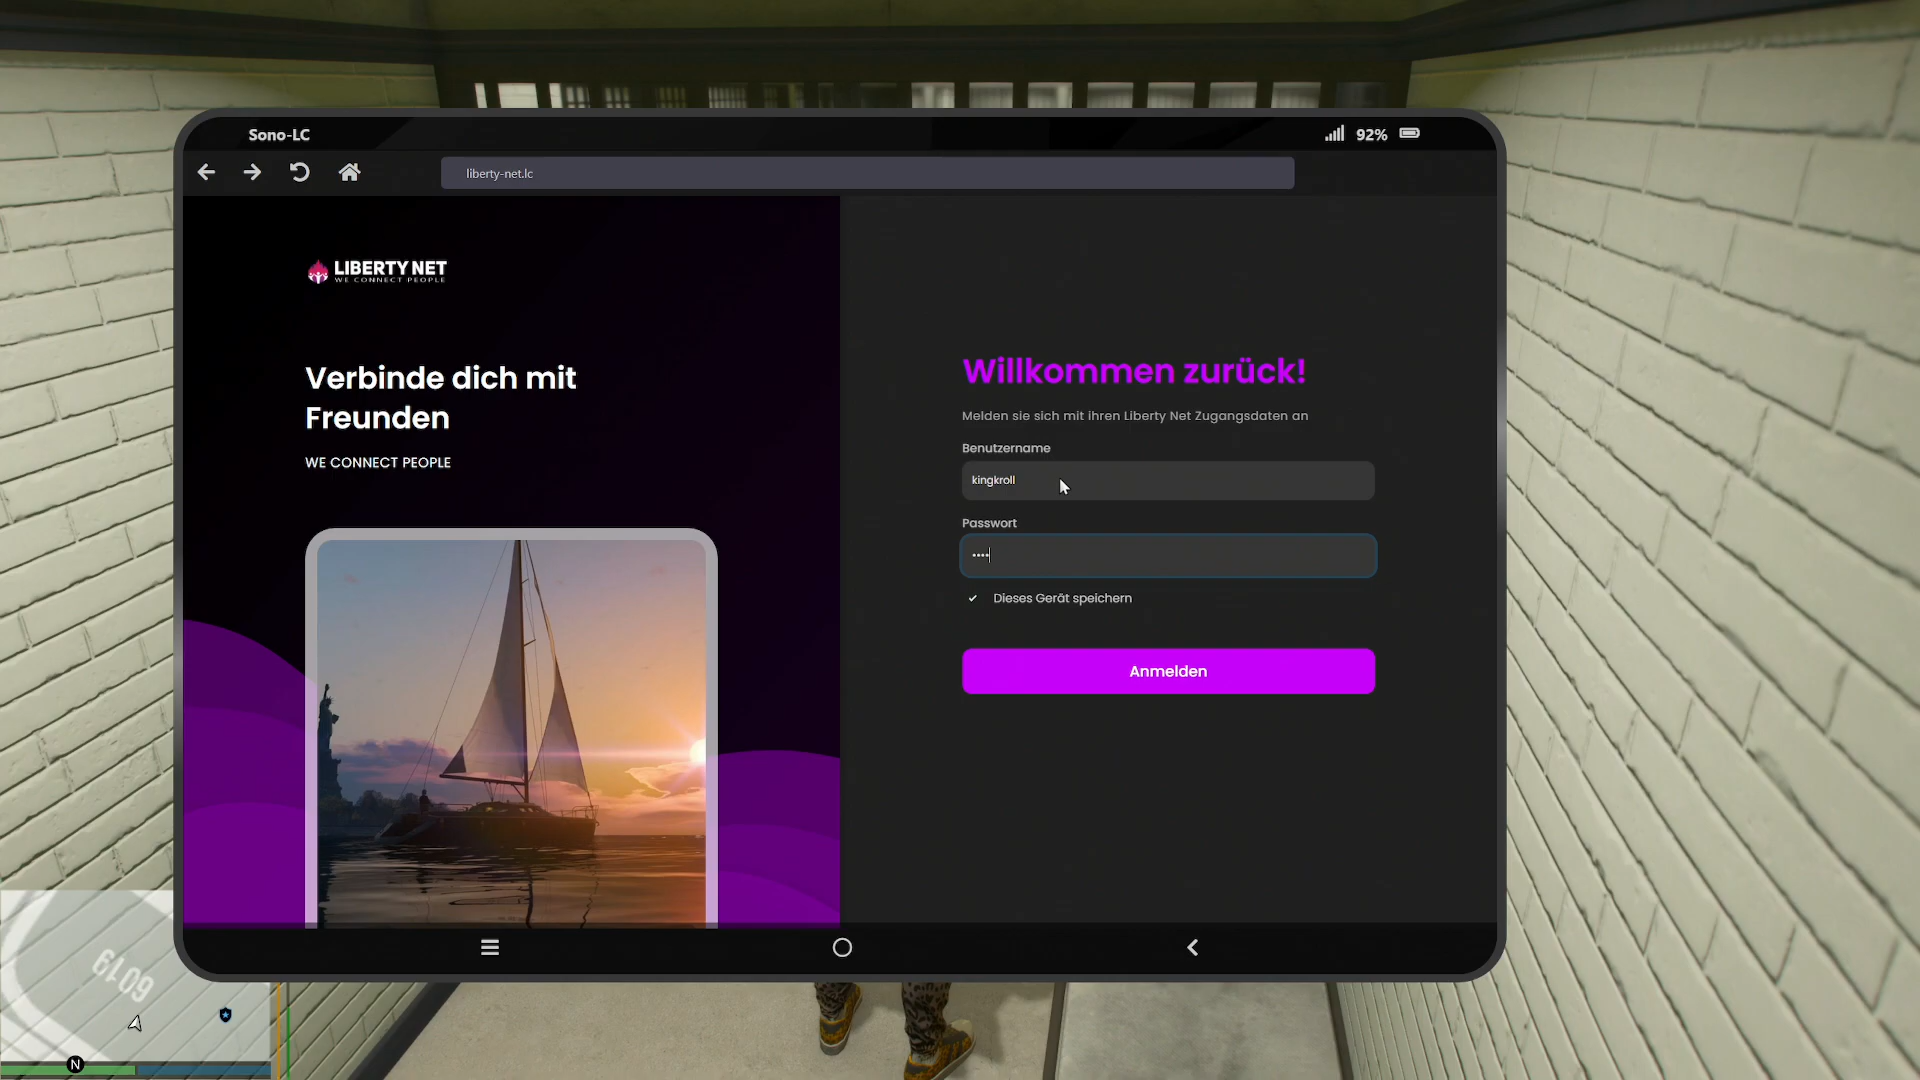 Sono-LC
92%
liberty-net.lc
LIBERTY NET
WE CONNECT PEOPLE
Verbinde dich mit
Freunden
WE CONNECT PEOPLE
Willkommen zurück!
Melden sie sich mit ihren Liberty Net Zugangsdaten an
Benutzername
kingkroll
Passwort
••••
Dieses Gerät speichern
Anmelden
6019
N